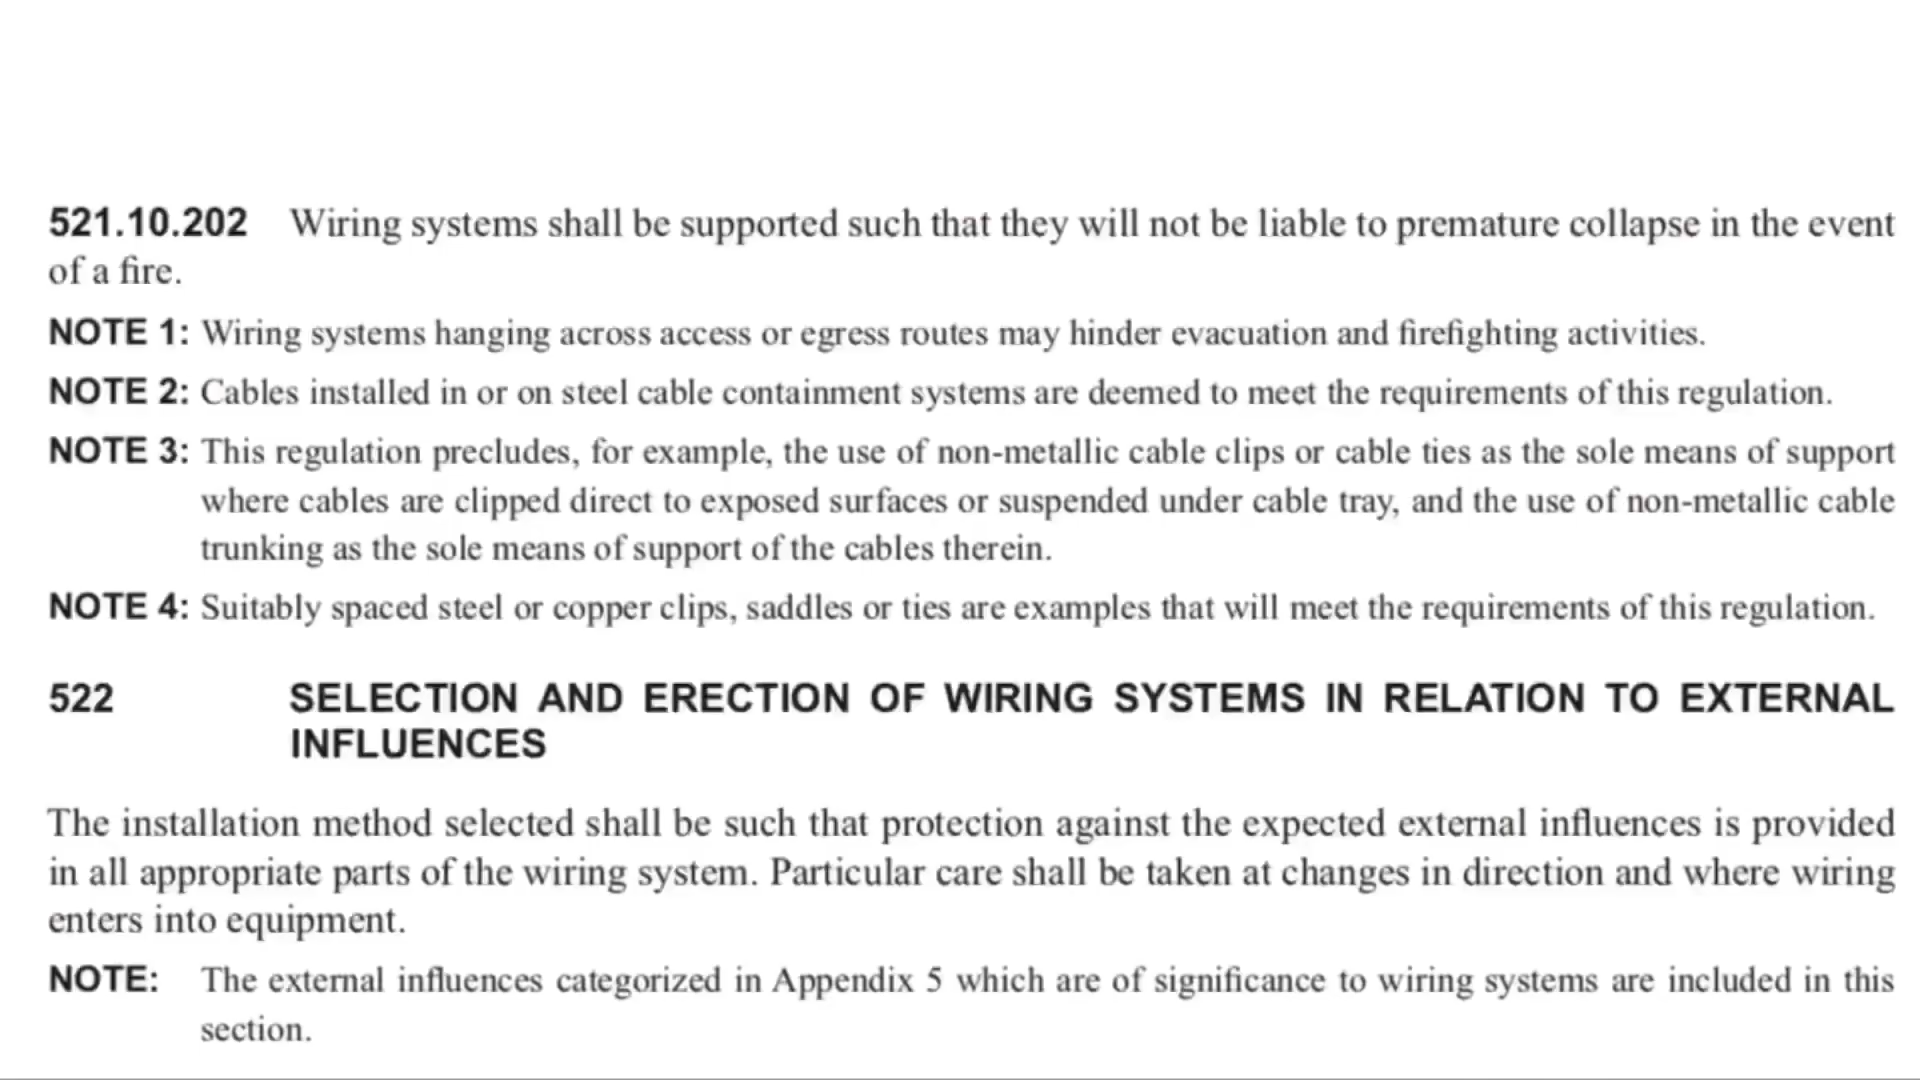 521.10.202 Wiring systems shall be supported such that they will not be liable to premature collapse in the event
of a fire.
NOTE 1: Wiring systems hanging across access or egress routes may hinder evacuation and firefighting activities.
NOTE 2: Cables installed in or on steel cable containment systems are deemed to meet the requirements of this regulation.
NOTE 3: This regulation precludes, for example, the use of non-metallic cable clips or cable ties as the sole means of support
where cables are clipped direct to exposed surfaces or suspended under cable tray, and the use of non-metallic cable
trunking as the sole means of support of the cables therein.
NOTE 4: Suitably spaced steel or copper clips, saddles or ties are examples that will meet the requirements of this regulation.
522 SELECTION AND ERECTION OF WIRING SYSTEMS IN RELATION TO EXTERNAL
INFLUENCES
The installation method selected shall be such that protection against the expected external influences is provided
in all appropriate parts of the wiring system. Particular care shall be taken at changes in direction and where wiring
enters into equipment.
NOTE: The external influences categorized in Appendix 5 which are of significance to wiring systems are included in this
section.